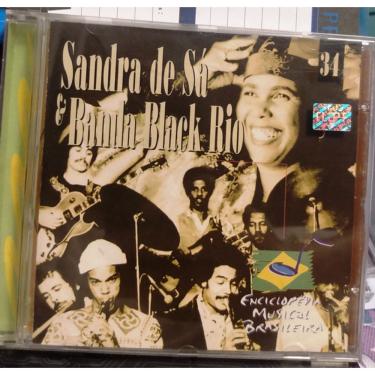 Sandra de Sá
& Banda Black Rio
34
ENCICLOPÉDIA
MUSICAL
BRASILEIRA